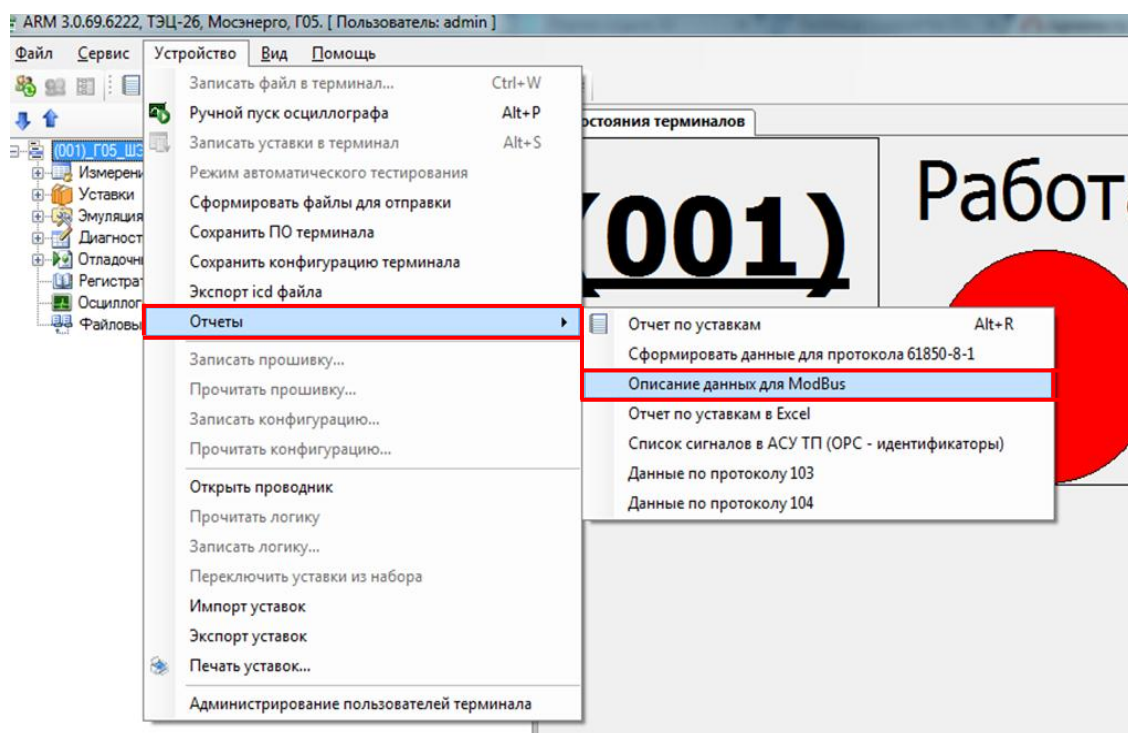 ARM 3.0.69.6222, ТЭЦ-26, Мосэнерго, Г05. [ Пользователь: admin ]
Файл Сервис Устройство Вид Помощь
Записать файл в терминал... Ctrl+W
Ручной пуск осциллографа Alt+P
Записать уставки в терминал Alt+S
Режим автоматического тестирования
Сформировать файлы для отправки
Сохранить ПО терминала
Сохранить конфигурацию терминала
Экспорт icd файла
Отчеты
Записать прошивку...
Прочитать прошивку...
Записать конфигурацию...
Прочитать конфигурацию...
Открыть проводник
Прочитать логику
Записать логику...
Переключить уставки из набора
Импорт уставок
Экспорт уставок
Печать уставок...
Администрирование пользователей терминала
(001)_Г05_ШЭ
Измерени
Уставки
Эмуляция
Диагност
Отладочн
Регистрат
Осциллог
Файловы
остояния терминалов
(001)
Работа
Отчет по уставкам Alt+R
Сформировать данные для протокола 61850-8-1
Описание данных для ModBus
Отчет по уставкам в Excel
Список сигналов в АСУ ТП (OPC - идентификаторы)
Данные по протоколу 103
Данные по протоколу 104